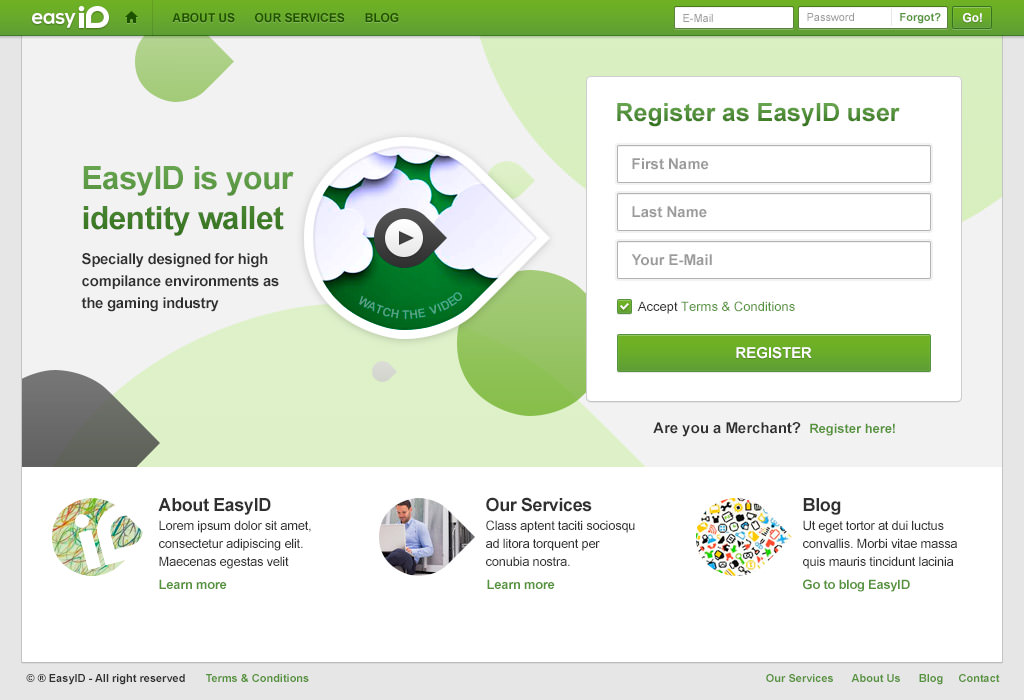 easy iD
ABOUT US
OUR SERVICES
BLOG
E-Mail
Password
Forgot?
Go!
EasyID is your
identity wallet
Specially designed for high
compilance environments as
the gaming industry
WATCH THE VIDEO
Register as EasyID user
First Name
Last Name
Your E-Mail
Accept Terms & Conditions
REGISTER
Are you a Merchant? Register here!
About EasyID
Lorem ipsum dolor sit amet,
consectetur adipiscing elit.
Maecenas egestas velit
Learn more
Our Services
Class aptent taciti sociosqu
ad litora torquent per
conubia nostra.
Learn more
Blog
Ut eget tortor at dui luctus
convallis. Morbi vitae massa
quis mauris tincidunt lacinia
Go to blog EasyID
© ® EasyID - All right reserved
Terms & Conditions
Our Services
About Us
Blog
Contact